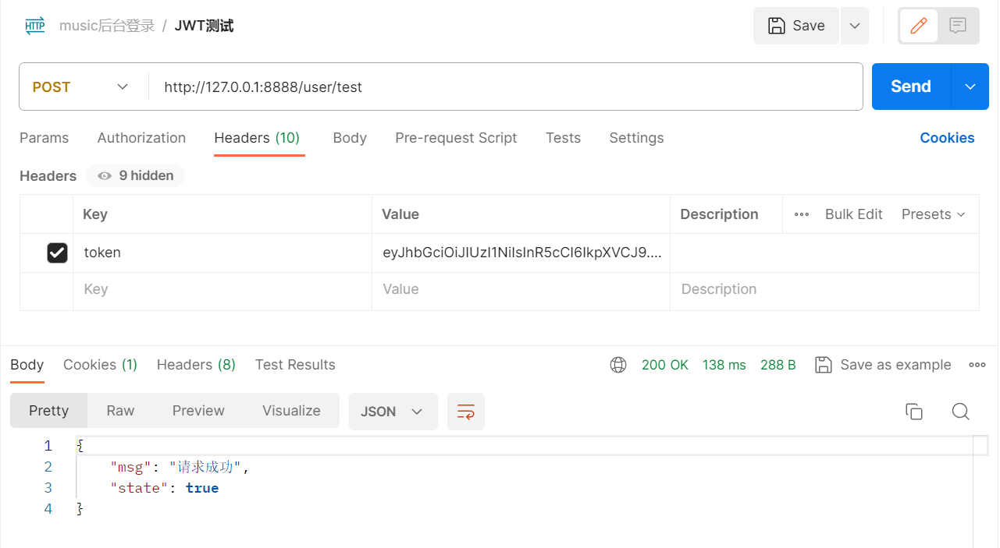 HTTP music后台登录 / JWT测试 Save
POST http://127.0.0.1:8888/user/test Send
Params Authorization Headers (10) Body Pre-request Script Tests Settings Cookies
Headers 9 hidden
Key Value Description Bulk Edit Presets
token eyJhbGciOiJIUzI1NiIsInR5cCI6IkpXVCJ9....
Key Value Description
Body Cookies (1) Headers (8) Test Results 200 OK 138 ms 288 B Save as example
Pretty Raw Preview Visualize JSON
1 {
2 "msg": "请求成功",
3 "state": true
4 }